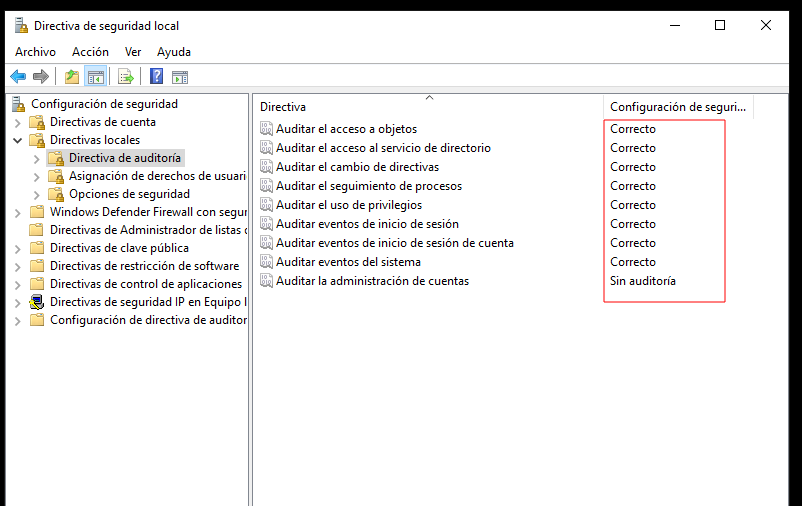 Directiva de seguridad local
Archivo Acción Ver Ayuda
Configuración de seguridad
Directivas de cuenta
Directivas locales
Directiva de auditoría
Asignación de derechos de usuari
Opciones de seguridad
Windows Defender Firewall con segur
Directivas de Administrador de listas d
Directivas de clave pública
Directivas de restricción de software
Directivas de control de aplicaciones
Directivas de seguridad IP en Equipo l
Configuración de directiva de auditor
Directiva Configuración de seguri...
Auditar el acceso a objetos Correcto
Auditar el acceso al servicio de directorio Correcto
Auditar el cambio de directivas Correcto
Auditar el seguimiento de procesos Correcto
Auditar el uso de privilegios Correcto
Auditar eventos de inicio de sesión Correcto
Auditar eventos de inicio de sesión de cuenta Correcto
Auditar eventos del sistema Correcto
Auditar la administración de cuentas Sin auditoría